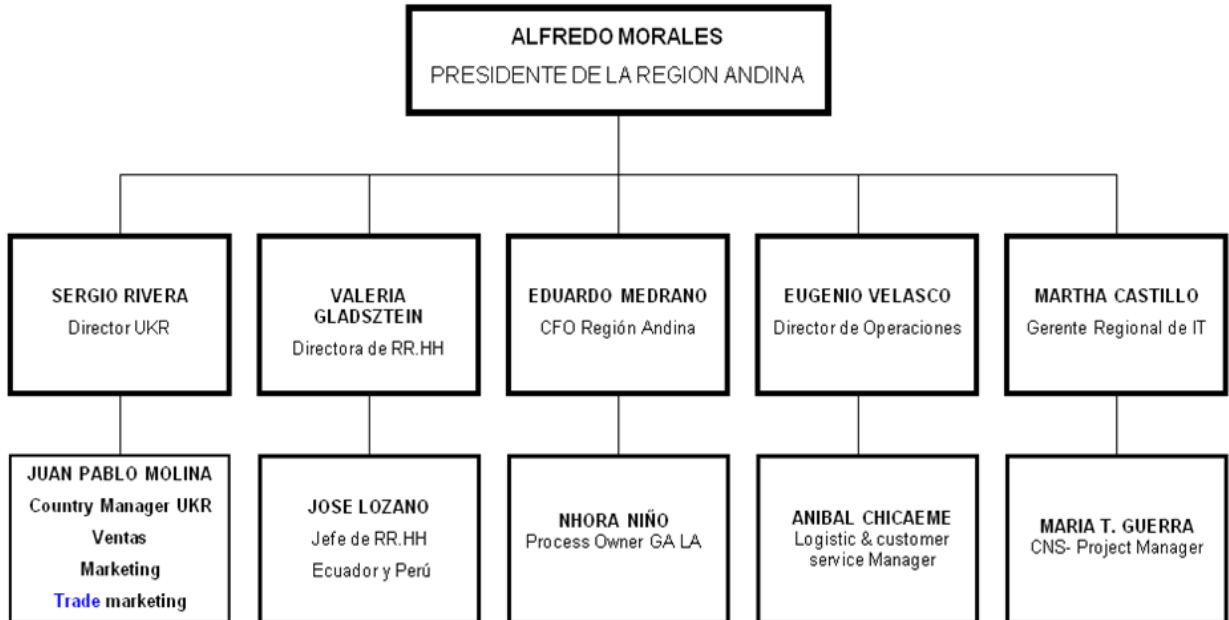 ALFREDO MORALES
PRESIDENTE DE LA REGION ANDINA
SERGIO RIVERA
Director UKR
VALERIA
GLADSZTEIN
Directora de RR.HH
EDUARDO MEDRANO
CFO Región Andina
EUGENIO VELASCO
Director de Operaciones
MARTHA CASTILLO
Gerente Regional de IT
JUAN PABLO MOLINA
Country Manager UKR
Ventas
Marketing
Trade marketing
JOSE LOZANO
Jefe de RR.HH
Ecuador y Perú
NHORA NIÑO
Process Owner GA LA
ANIBAL CHICAEME
Logistic & customer
service Manager
MARIA T. GUERRA
CNS- Project Manager